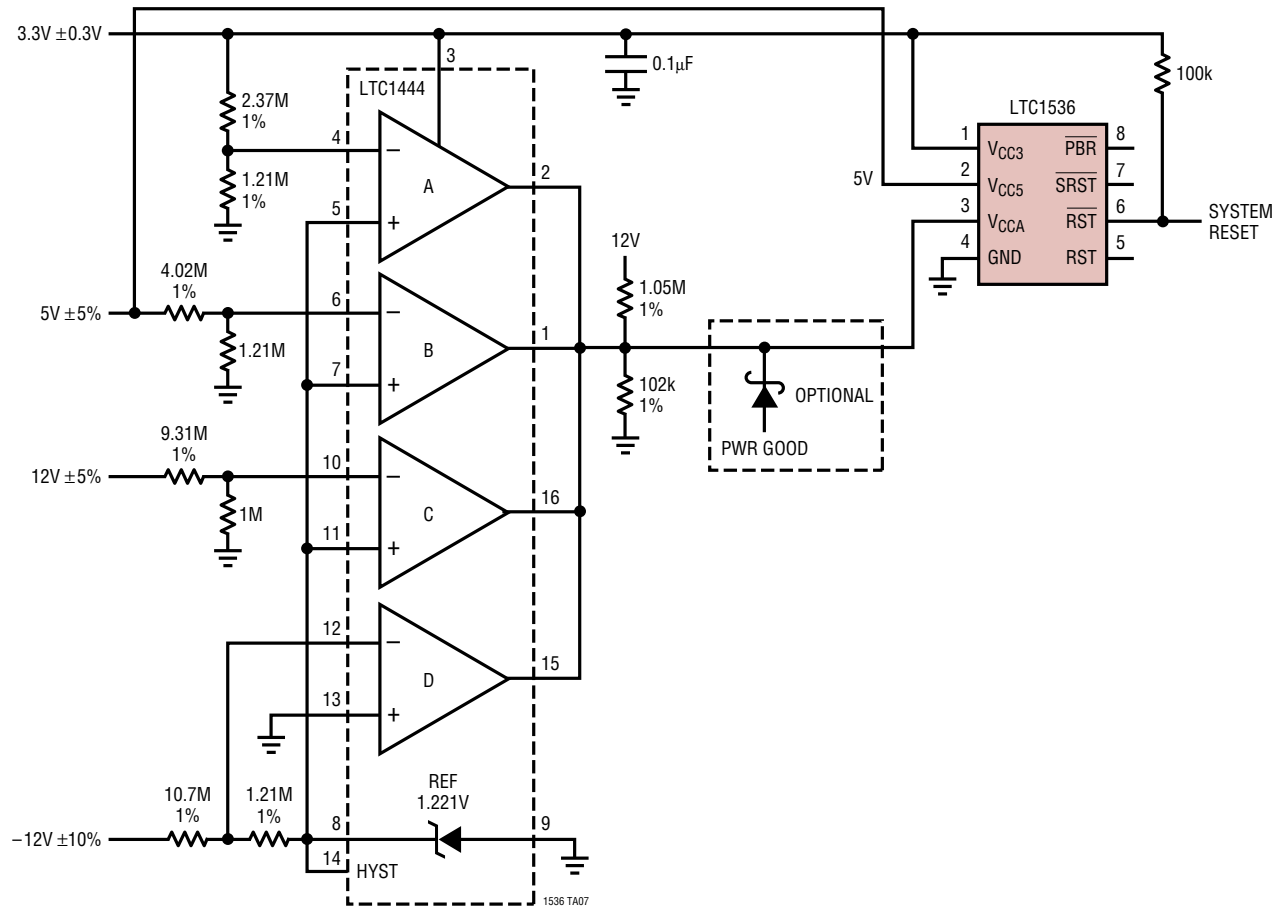 3.3V ±0.3V
3
0.1µF
100k
LTC1444
2.37M
1%
LTC1536
4
−
A
2
1
VCC3
PBR
8
5V
2
VCC5
SRST
7
1.21M
1%
5
+
3
VCCA
RST
6
SYSTEM
RESET
4
GND
RST
5
12V
4.02M
1%
5V ±5%
6
−
B
1
1.05M
1%
1.21M
7
+
102k
1%
OPTIONAL
PWR GOOD
9.31M
1%
12V ±5%
10
−
C
16
1M
11
+
12
−
D
15
13
+
REF
1.221V
10.7M
1%
1.21M
1%
−12V ±10%
8
9
14
HYST
1536 TA07